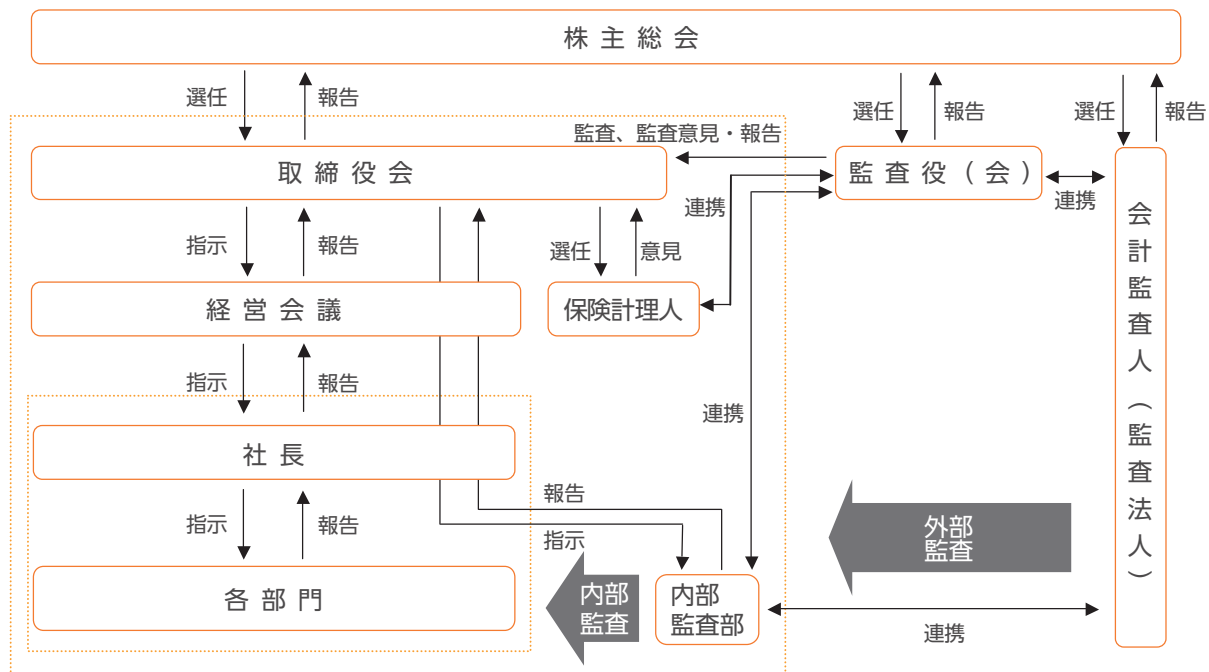 株主総会
選任
報告
選任
報告
選任
報告
監査、監査意見・報告
取締役会
監査役(会)
連携
連携
会計監査人(監査法人)
指示
報告
選任
意見
経営会議
保険計理人
指示
報告
連携
社長
指示
報告
報告
指示
外部
監査
各部門
内部
監査
内部
監査部
連携